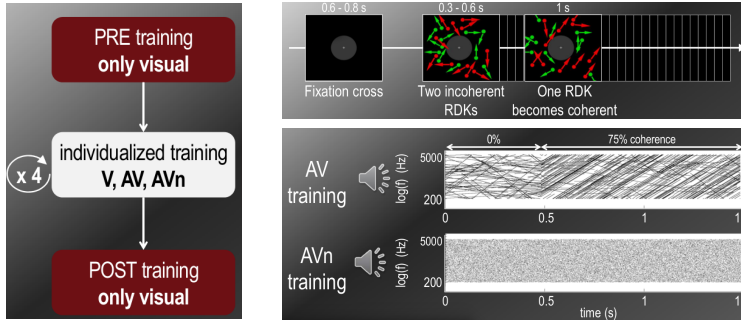 PRE training
only visual
individualized training
V, AV, AVn
x 4
POST training
only visual
0.6 - 0.8 s
0.3 - 0.6 s
1 s
Fixation cross
Two incoherent
RDKs
One RDK
becomes coherent
0%
75% coherence
AV
training
log(f) (Hz)
5000
200
0
0.5
1
1
AVn
training
log(f) (Hz)
5000
200
0
0.5
1
1
time (s)